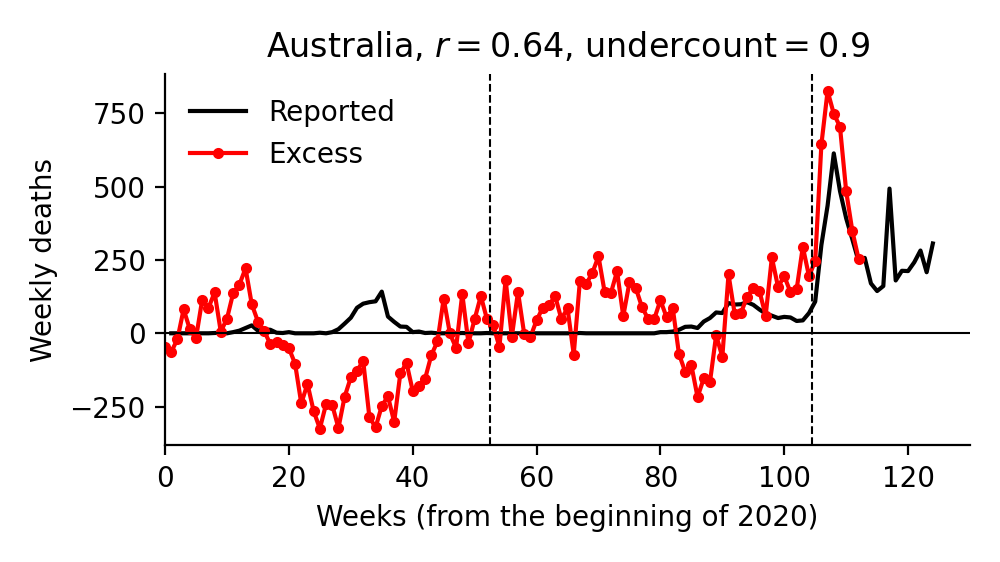 Australia, r = 0.64, undercount = 0.9
Reported
Excess
Weekly deaths
750
500
250
0
−250
0 20 40 60 80 100 120
Weeks (from the beginning of 2020)